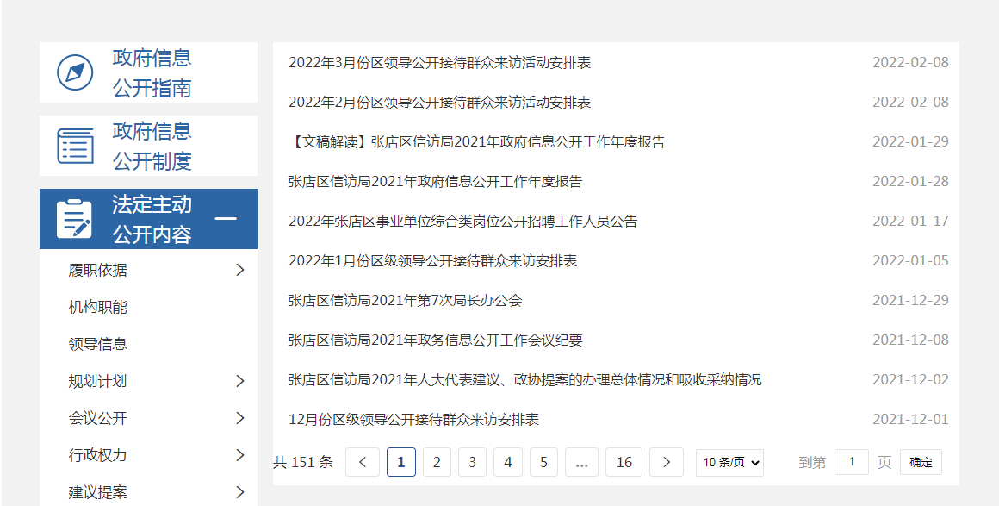 政府信息
公开指南
政府信息
公开制度
法定主动
公开内容
履职依据
机构职能
领导信息
规划计划
会议公开
行政权力
建议提案
2022年3月份区领导公开接待群众来访活动安排表 2022-02-08
2022年2月份区领导公开接待群众来访活动安排表 2022-02-08
【文稿解读】张店区信访局2021年政府信息公开工作年度报告 2022-01-29
张店区信访局2021年政府信息公开工作年度报告 2022-01-28
2022年张店区事业单位综合类岗位公开招聘工作人员公告 2022-01-17
2022年1月份区级领导公开接待群众来访安排表 2022-01-05
张店区信访局2021年第7次局长办公会 2021-12-29
张店区信访局2021年政务信息公开工作会议纪要 2021-12-08
张店区信访局2021年人大代表建议、政协提案的办理总体情况和吸收采纳情况 2021-12-02
12月份区级领导公开接待群众来访安排表 2021-12-01
共 151 条 < 1 2 3 4 5 ... 16 > 10 条/页 到第 1 页 确定